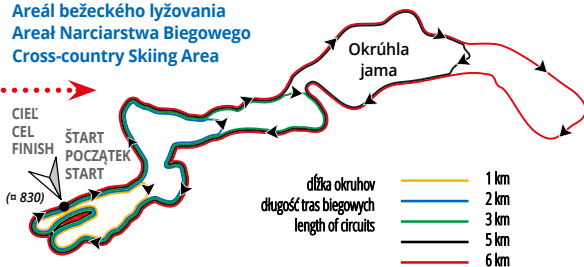 Areál bežeckého lyžovania
Areał Narciarstwa Biegowego
Cross-country Skiing Area
Okrúhla
jama
CIEĽ
CEL
FINISH
ŠTART
POCZĄTEK
START
(¤ 830)
dĺžka okruhov
długość tras biegowych
length of circuits
1 km
2 km
3 km
5 km
6 km